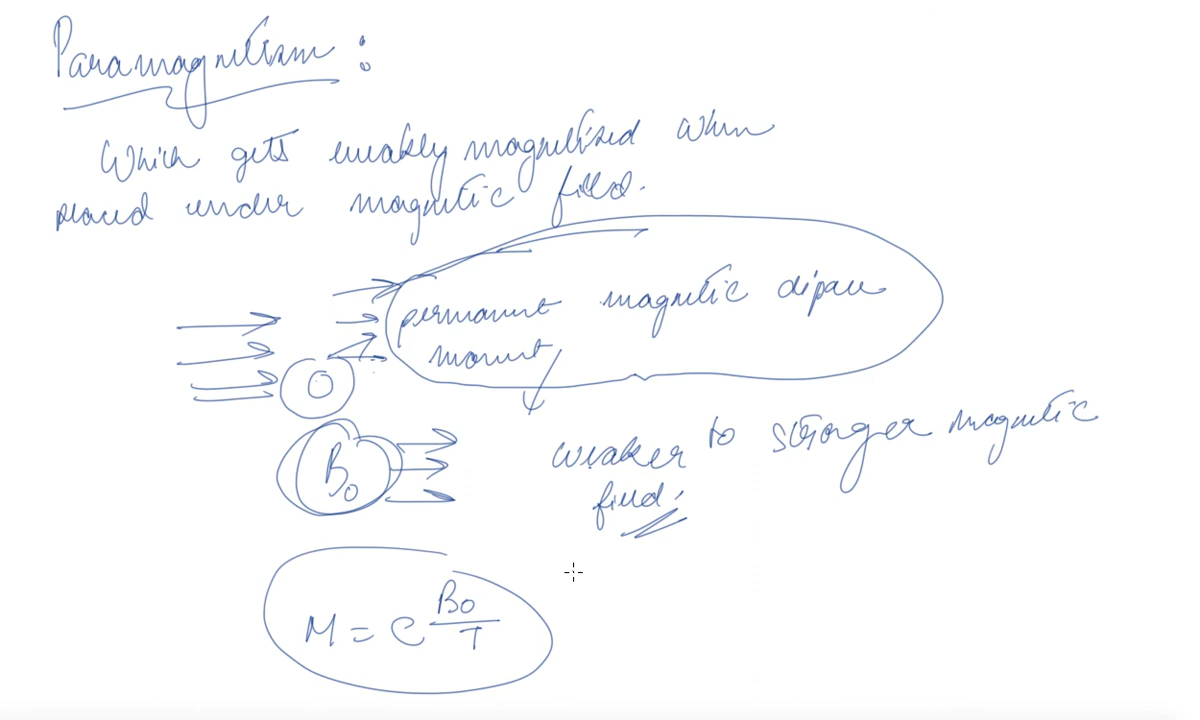 Paramagnetism :
Which gets weakly magnetised when
placed under magnetic field.
permanent magnetic dipole
moment
O
B₀
weaker to stronger magnetic
field.
M = C B₀/T